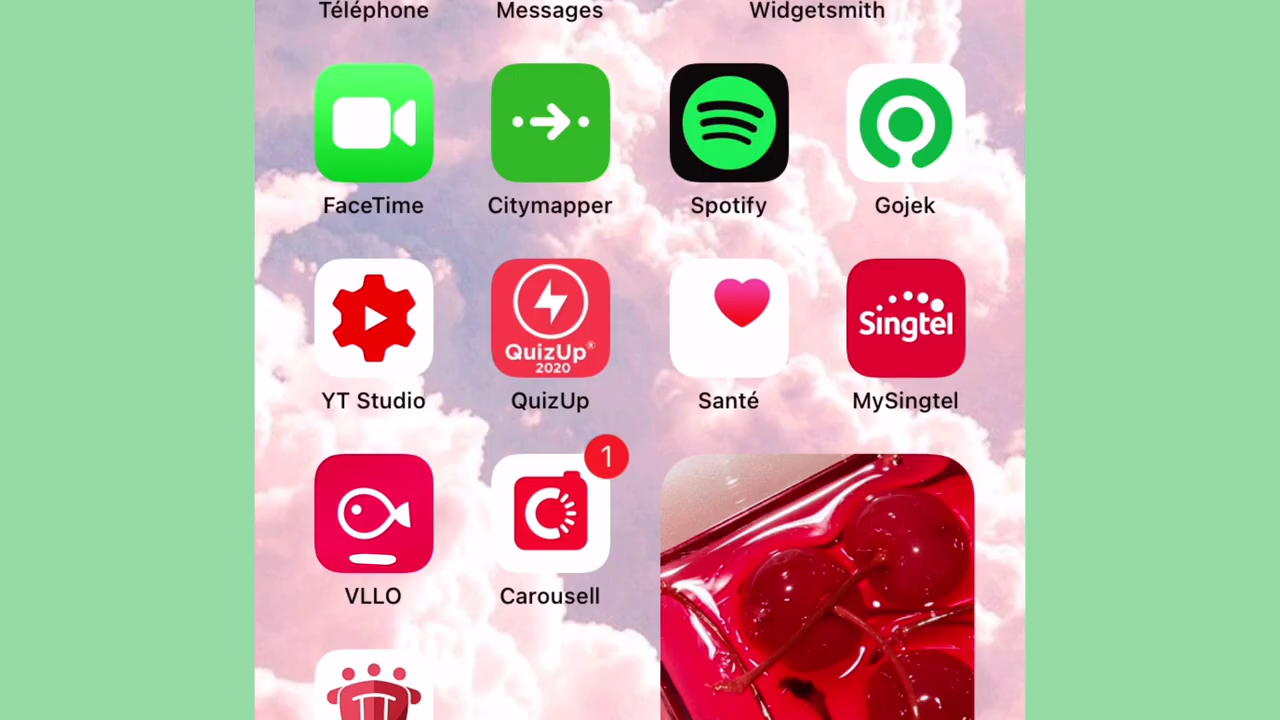 Téléphone Messages Widgetsmith
FaceTime Citymapper Spotify Gojek
QuizUp®
2020
Singtel
YT Studio QuizUp Santé MySingtel
1
VLLO Carousell